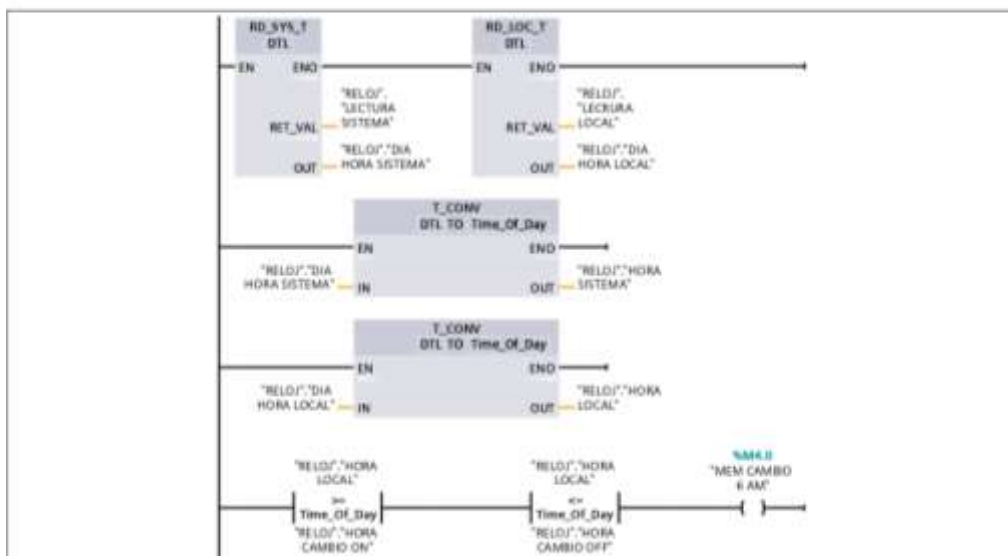 RD_SYS_T
DTL
EN
ENO
RET_VAL
"RELOJ".
"LECTURA
SISTEMA"
OUT
"RELOJ"."DIA
HORA SISTEMA"
RD_LOC_T
DTL
EN
ENO
RET_VAL
"RELOJ".
"LECRURA
LOCAL"
OUT
"RELOJ"."DIA
HORA LOCAL"
T_CONV
DTL TO Time_Of_Day
EN
ENO
"RELOJ"."DIA
HORA SISTEMA"
IN
OUT
"RELOJ"."HORA
SISTEMA"
T_CONV
DTL TO Time_Of_Day
EN
ENO
"RELOJ"."DIA
HORA LOCAL"
IN
OUT
"RELOJ"."HORA
LOCAL"
"RELOJ"."HORA
LOCAL"
>=
Time_Of_Day
"RELOJ"."HORA
CAMBIO ON"
"RELOJ"."HORA
LOCAL"
<=
Time_Of_Day
"RELOJ"."HORA
CAMBIO OFF"
%M4.0
"MEM CAMBIO
6 AM"